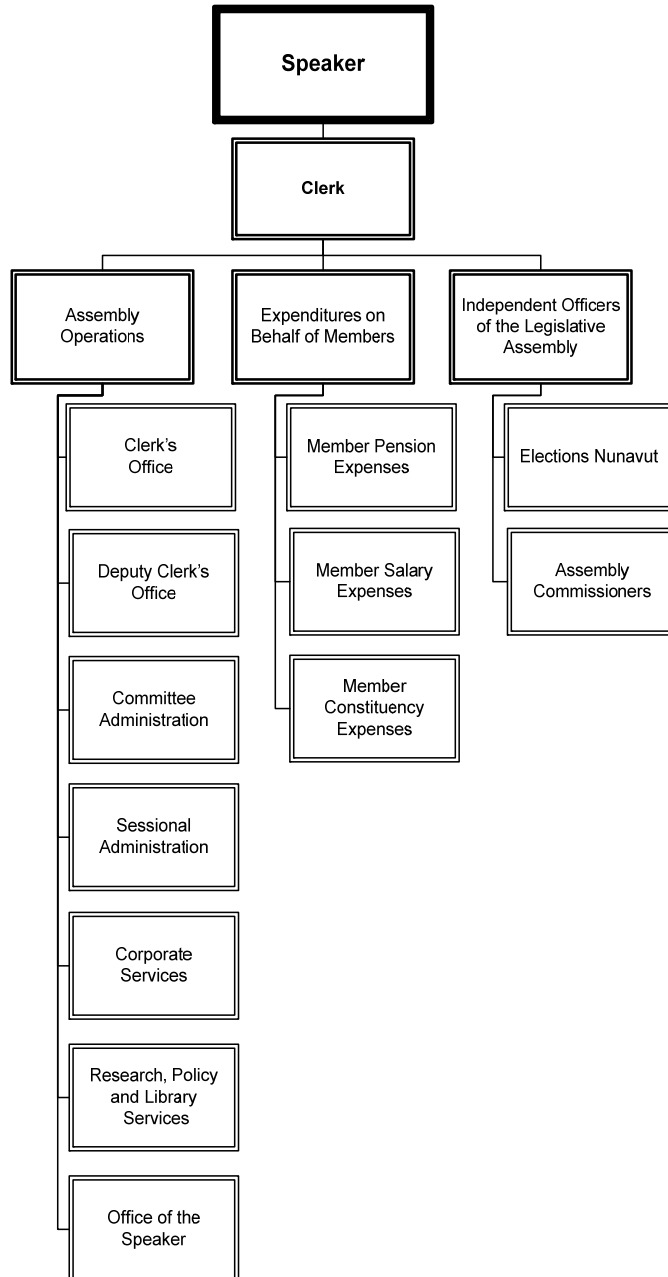 Speaker
Clerk
Assembly
Operations
Expenditures on
Behalf of Members
Independent Officers
of the Legislative
Assembly
Clerk's
Office
Deputy Clerk's
Office
Committee
Administration
Sessional
Administration
Corporate
Services
Research, Policy
and Library
Services
Office of the
Speaker
Member Pension
Expenses
Member Salary
Expenses
Member
Constituency
Expenses
Elections Nunavut
Assembly
Commissioners